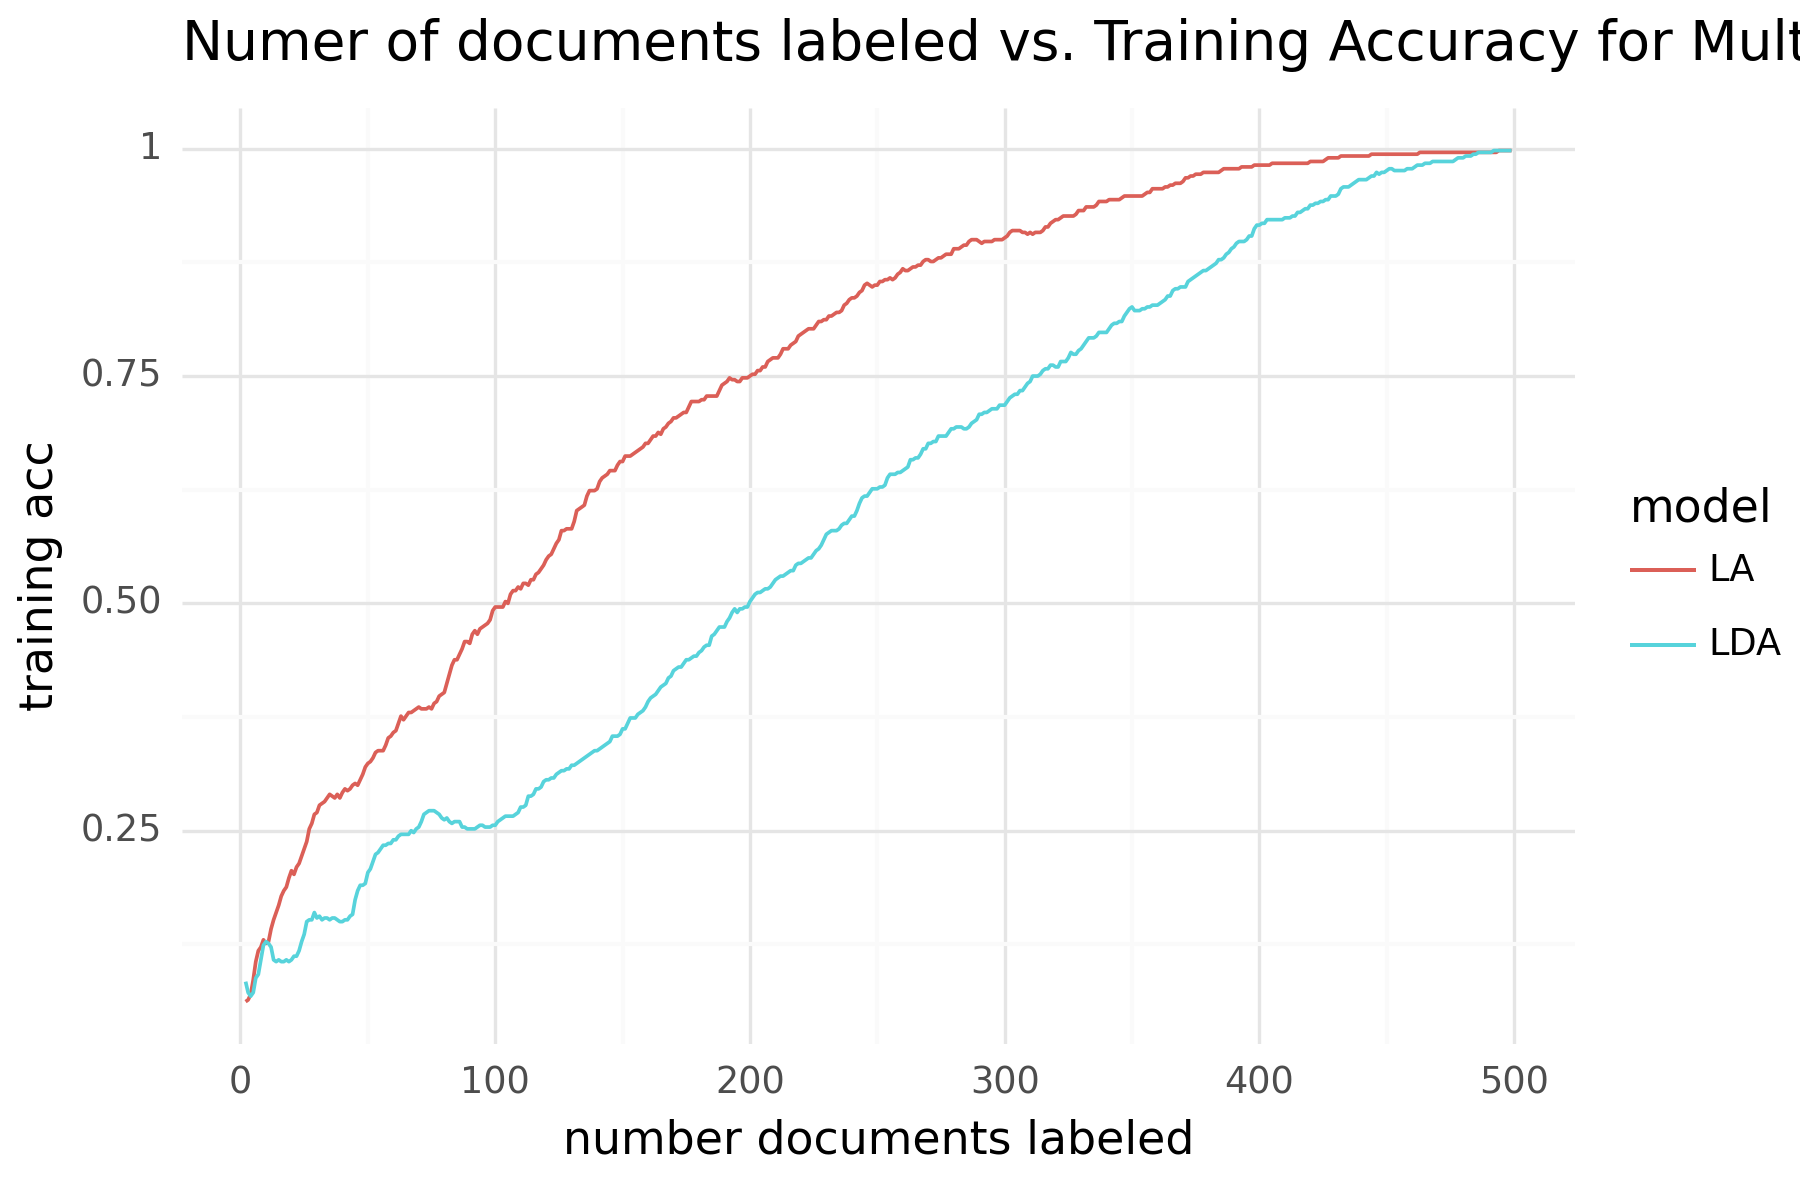 Numer of documents labeled vs. Training Accuracy for Mult
1
0.75
0.50
0.25
training acc
0 100 200 300 400 500
number documents labeled
model
LA
LDA